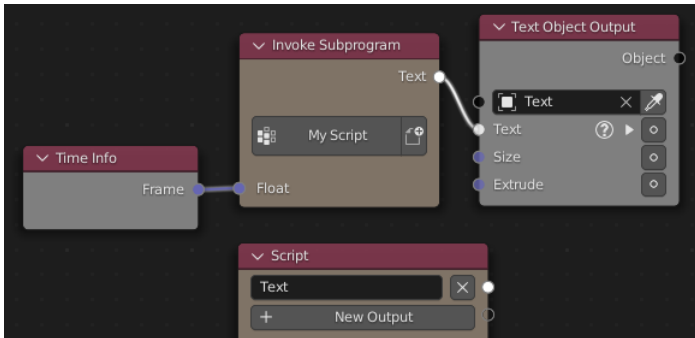 Time Info
Frame
Invoke Subprogram
Text
My Script
Float
Text Object Output
Object
Text
Text
Size
Extrude
Script
Text
New Output